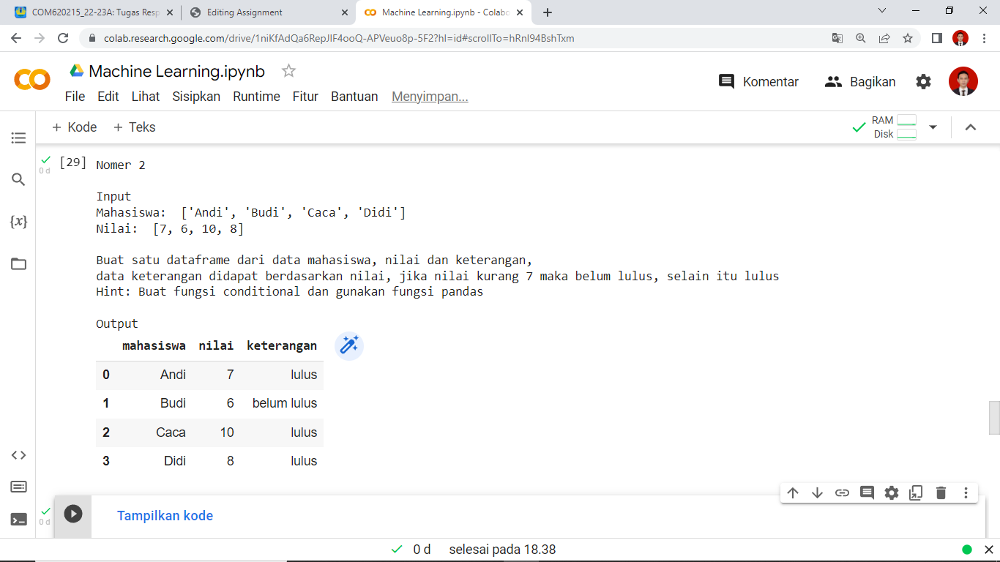 COM620215_22-23A: Tugas Resp
Editing Assignment
Machine Learning.ipynb - Colabo
colab.research.google.com/drive/1niKfAdQa6RepJIF4ooQ-APVeuo8p-5F2?hl=id#scrollTo=hRnI94BshTxm
Machine Learning.ipynb
Komentar
Bagikan
File Edit Lihat Sisipkan Runtime Fitur Bantuan Menyimpan...
+ Kode + Teks
RAM
Disk
[29] Nomer 2
0 d
Input
Mahasiswa: ['Andi', 'Budi', 'Caca', 'Didi']
{x}
Nilai: [7, 6, 10, 8]
Buat satu dataframe dari data mahasiswa, nilai dan keterangan,
data keterangan didapat berdasarkan nilai, jika nilai kurang 7 maka belum lulus, selain itu lulus
Hint: Buat fungsi conditional dan gunakan fungsi pandas
Output
mahasiswa nilai keterangan
0 Andi 7 lulus
1 Budi 6 belum lulus
2 Caca 10 lulus
3 Didi 8 lulus
Tampilkan kode
0 d
0 d selesai pada 18.38